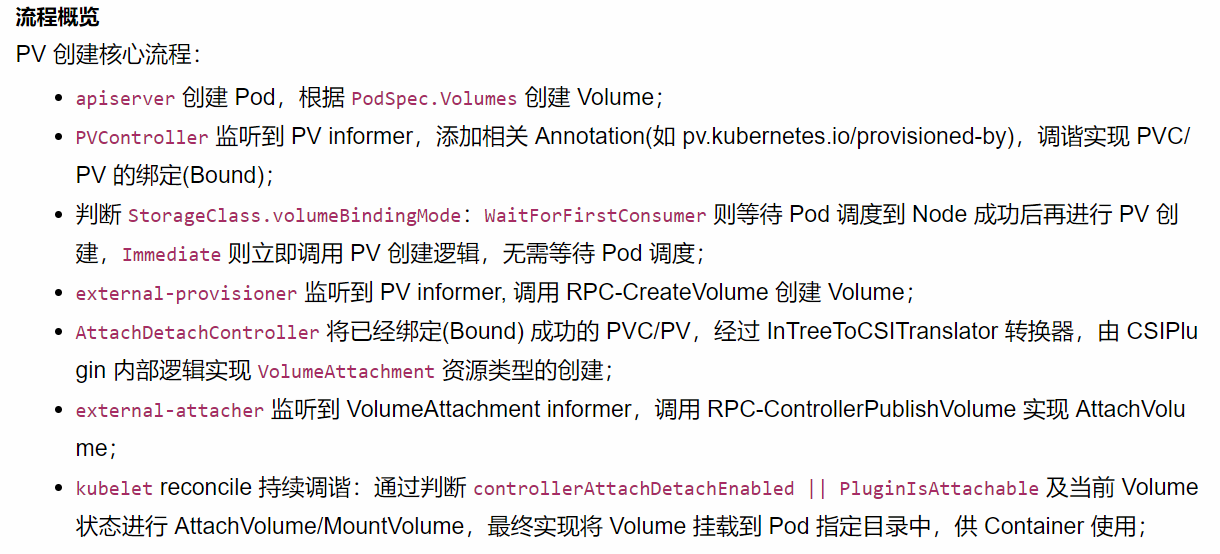 流程概览
PV 创建核心流程：
• apiserver 创建 Pod，根据 PodSpec.Volumes 创建 Volume；
• PVController 监听到 PV informer，添加相关 Annotation(如 pv.kubernetes.io/provisioned-by)，调谐实现 PVC/
PV 的绑定(Bound)；
• 判断 StorageClass.volumeBindingMode：WaitForFirstConsumer 则等待 Pod 调度到 Node 成功后再进行 PV 创
建，Immediate 则立即调用 PV 创建逻辑，无需等待 Pod 调度；
• external-provisioner 监听到 PV informer, 调用 RPC-CreateVolume 创建 Volume；
• AttachDetachController 将已经绑定(Bound) 成功的 PVC/PV，经过 InTreeToCSITranslator 转换器，由 CSIPlu
gin 内部逻辑实现 VolumeAttachment 资源类型的创建；
• external-attacher 监听到 VolumeAttachment informer，调用 RPC-ControllerPublishVolume 实现 AttachVolu
me；
• kubelet reconcile 持续调谐：通过判断 controllerAttachDetachEnabled || PluginIsAttachable 及当前 Volume
状态进行 AttachVolume/MountVolume，最终实现将 Volume 挂载到 Pod 指定目录中，供 Container 使用；